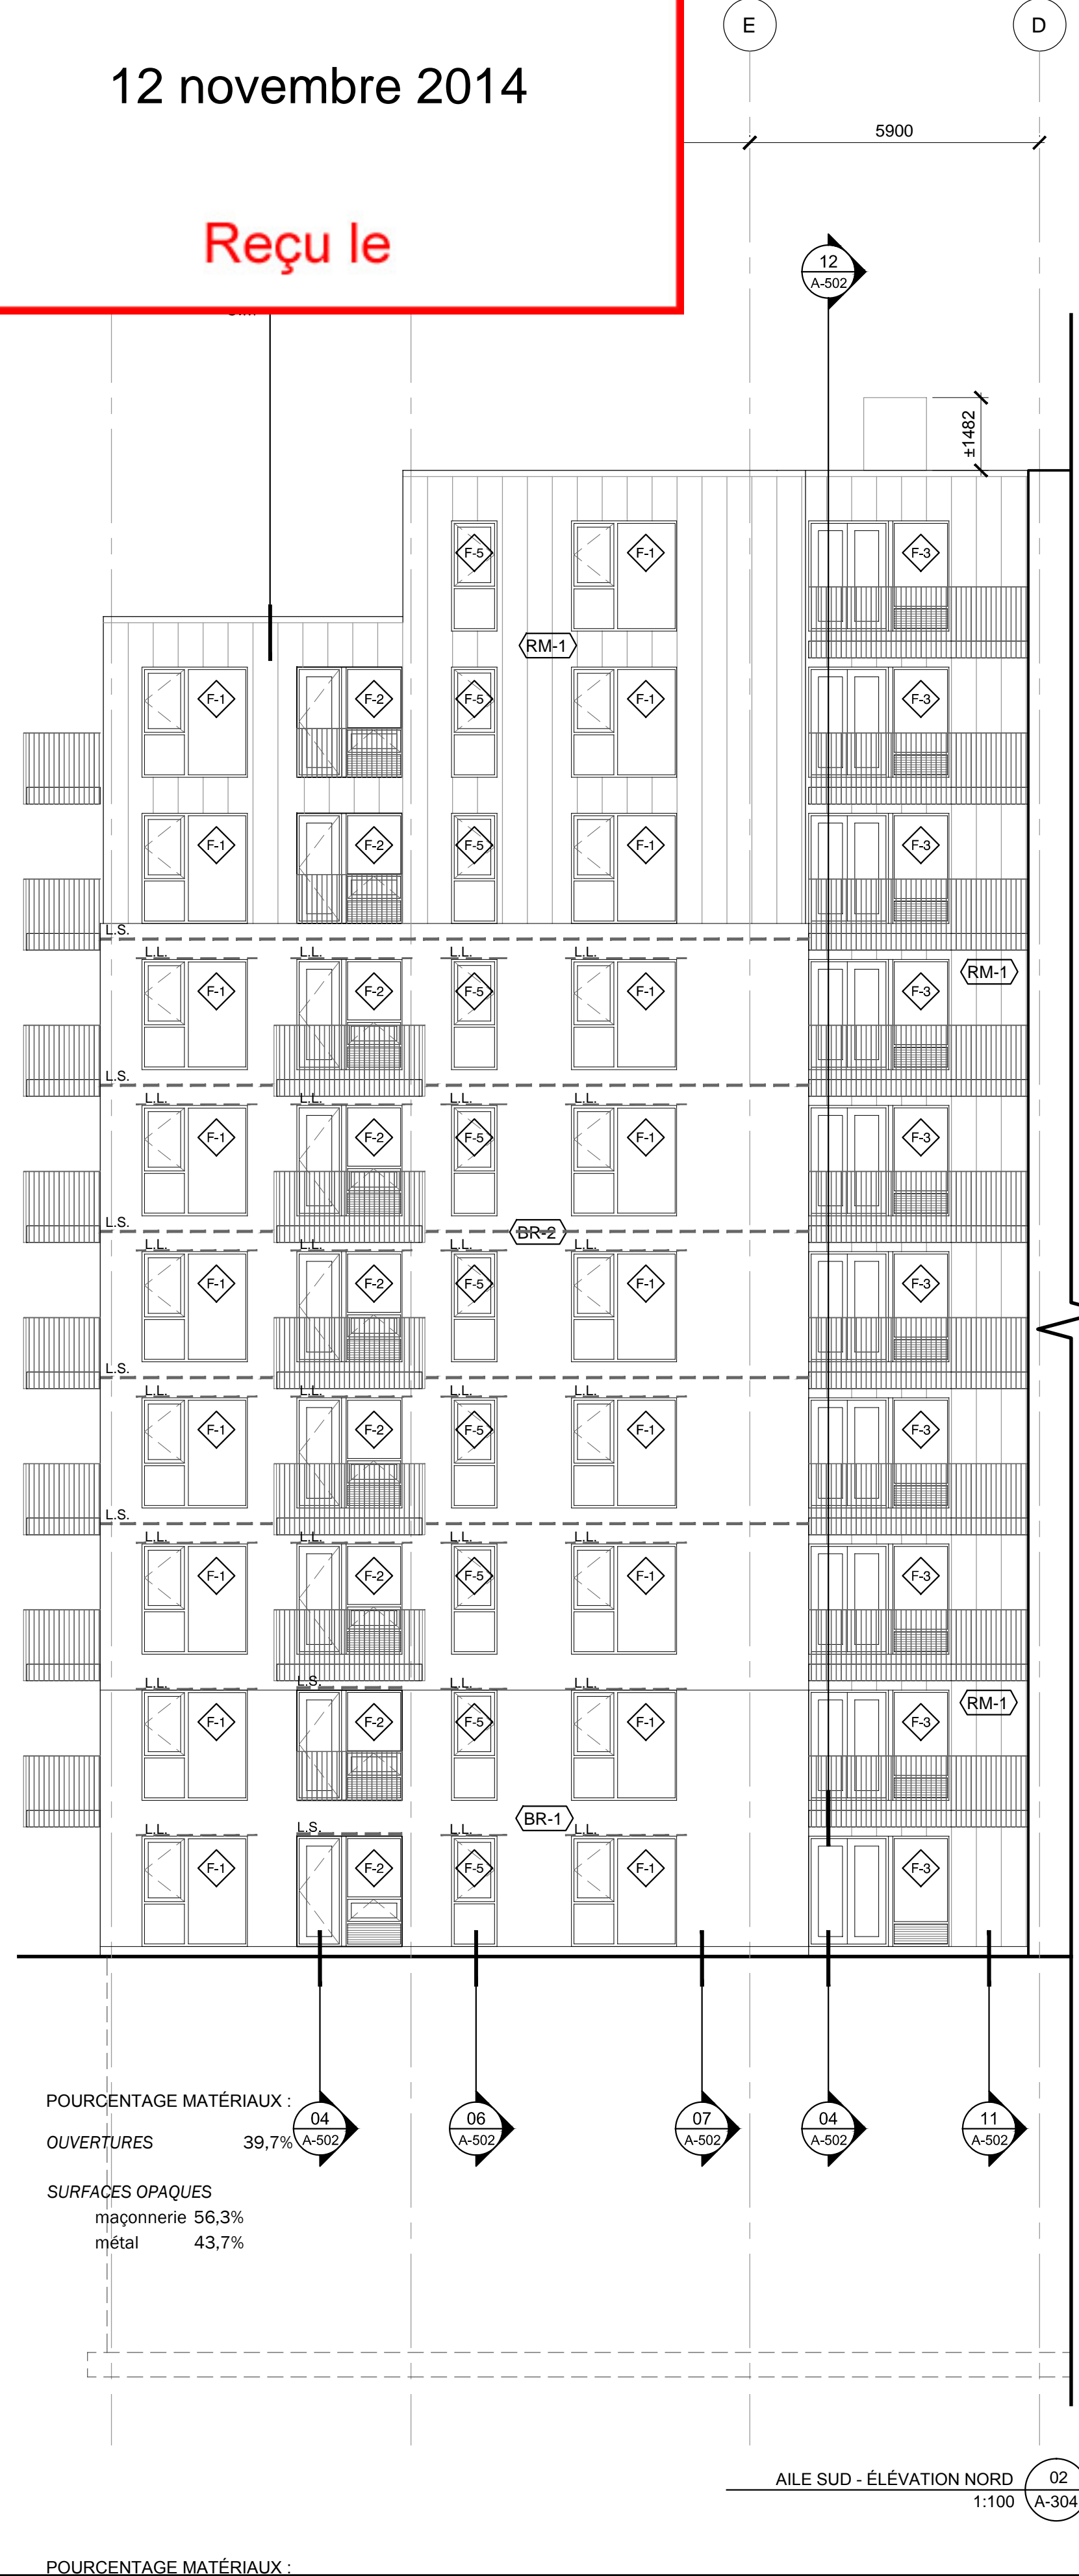 12 novembre 2014
Reçu le
E D
5900
12
A-502
±1482
F-5 F-1 F-3
RM-1
F-1 F-2 F-5 F-1 F-3
F-1 F-2 F-5 F-1 F-3
L.S.
L.L. L.L. L.L. L.L.
F-1 F-2 F-5 F-1 F-3 RM-1
L.S.
L.L. L.L. L.L. L.L.
F-1 F-2 F-5 F-1 F-3
L.S. BR-2
L.L. L.L. L.L. L.L.
F-1 F-2 F-5 F-1 F-3
L.S.
L.L. L.L. L.L. L.L.
F-1 F-2 F-5 F-1 F-3
L.S.
L.L. L.L. L.L. L.L.
F-1 F-2 F-5 F-1 F-3
L.L. L.S. L.L. L.L.
F-1 F-2 F-5 F-1 F-3 RM-1
BR-1
L.L. L.S. L.L. L.L.
F-1 F-2 F-5 F-1 F-3
POURCENTAGE MATÉRIAUX :
OUVERTURES 39,7%
SURFACES OPAQUES
maçonnerie 56,3%
métal 43,7%
04 06 07 04 11
A-502 A-502 A-502 A-502 A-502
AILE SUD - ÉLÉVATION NORD 02
1:100 A-304
POURCENTAGE MATÉRIAUX :